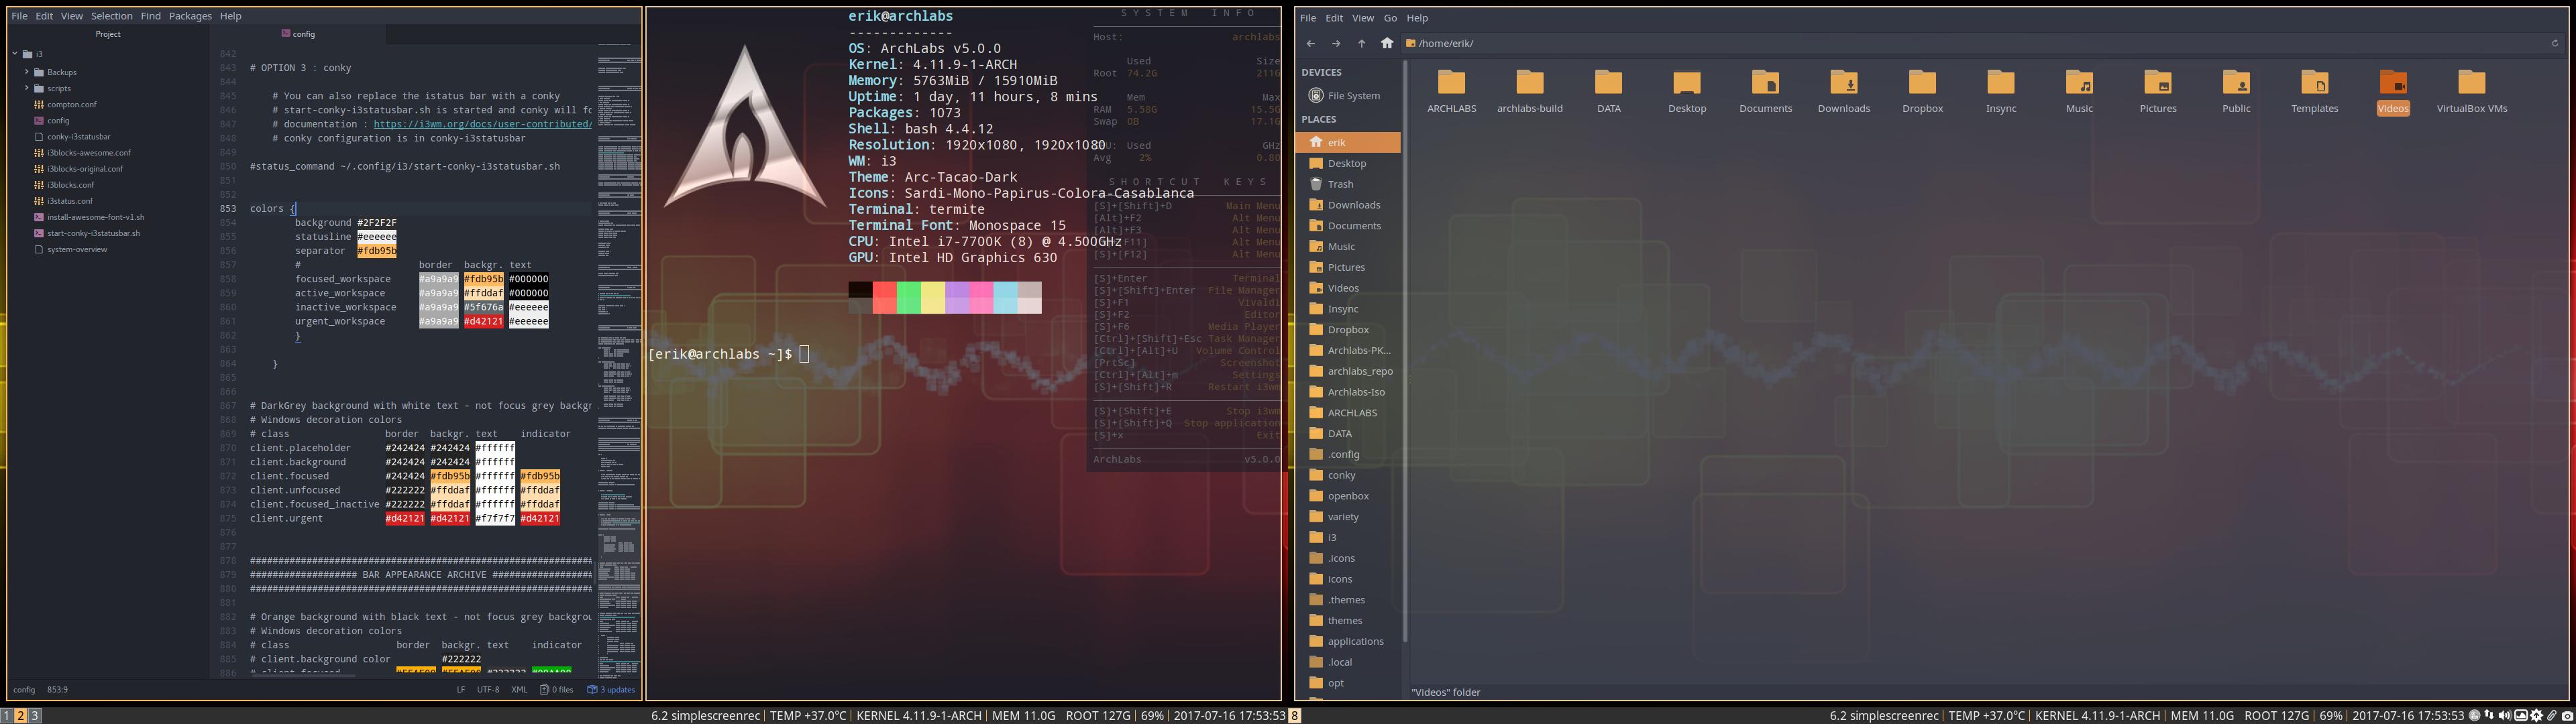 File Edit View Selection Find Packages Help
Project
i3
Backups
scripts
compton.conf
config
conky-i3statusbar
i3blocks-awesome.conf
i3blocks-original.conf
i3blocks.conf
i3status.conf
install-awesome-font-v1.sh
start-conky-i3statusbar.sh
system-overview
config
842
843 # OPTION 3 : conky
844
845 # You can also replace the istatus bar with a conky
846 # start-conky-i3statusbar.sh is started and conky will fo
847 # documentation : https://i3wm.org/docs/user-contributed/
848 # conky configuration is in conky-i3statusbar
849
850 #status_command ~/.config/i3/start-conky-i3statusbar.sh
851
852
853 colors {
854 background #2F2F2F
855 statusline #eeeeee
856 separator #fdb95b
857 # border backgr. text
858 focused_workspace #a9a9a9 #fdb95b #000000
859 active_workspace #a9a9a9 #ffddaf #000000
860 inactive_workspace #a9a9a9 #5f676a #eeeeee
861 urgent_workspace #a9a9a9 #d42121 #eeeeee
862 }
863
864 }
865
866
867 # DarkGrey background with white text - not focus grey backgr
868 # Windows decoration colors
869 # class border backgr. text indicator
870 client.placeholder #242424 #242424 #ffffff
871 client.background #242424 #242424 #ffffff
872 client.focused #242424 #fdb95b #ffffff #fdb95b
873 client.unfocused #222222 #ffddaf #ffffff #ffddaf
874 client.focused_inactive #222222 #ffddaf #ffffff #ffddaf
875 client.urgent #d42121 #d42121 #f7f7f7 #d42121
876
877
878 ################################################################
879 #################### BAR APPEARANCE ARCHIVE ###################
880 ################################################################
881
882 # Orange background with black text - not focus grey backgrou
883 # Windows decoration colors
884 # class border backgr. text indicator
885 # client.background color #222222
886
config 853:9 LF UTF-8 XML 0 files 3 updates
erik@archlabs
-------------
OS: ArchLabs v5.0.0
Kernel: 4.11.9-1-ARCH
Memory: 5763MiB / 15910MiB
Uptime: 1 day, 11 hours, 8 mins
Packages: 1073
Shell: bash 4.4.12
Resolution: 1920x1080, 1920x1080
WM: i3
Theme: Arc-Tacao-Dark
Icons: Sardi-Mono-Papirus-Colora-Casablanca
Terminal: termite
Terminal Font: Monospace 15
CPU: Intel i7-7700K (8) @ 4.500GHz
GPU: Intel HD Graphics 630
[erik@archlabs ~]$
SYSTEM INFO
Host: archlabs
Used Size
Root 74.2G 211G
Mem Max
RAM 5.58G 15.5G
Swap 0B 17.1G
Used GHz
Avg 2% 0.80
SHORTCUT KEYS
[S]+[Shift]+D Main Menu
[Alt]+F2 Alt Menu
[Alt]+F3 Alt Menu
F11] Alt Menu
[S]+[F12] Alt Menu
[S]+Enter Terminal
[S]+[Shift]+Enter File Manager
[S]+F1 Vivaldi
[S]+F2 Editor
[S]+F6 Media Player
[Ctrl]+[Shift]+Esc Task Manager
[Ctrl]+[Alt]+U Volume Control
[PrtSc] Screenshot
[Ctrl]+[Alt]+m Settings
[S]+[Shift]+R Restart i3wm
[S]+[Shift]+E Stop i3wm
[S]+[Shift]+Q Stop application
[S]+x Exit
ArchLabs v5.0.0
File Edit View Go Help
/home/erik/
DEVICES
File System
PLACES
erik
Desktop
Trash
Downloads
Documents
Music
Pictures
Videos
Insync
Dropbox
Archlabs-PK...
archlabs_repo
Archlabs-Iso
ARCHLABS
DATA
.config
conky
openbox
variety
i3
.icons
icons
.themes
themes
applications
.local
opt
ARCHLABS archlabs-build DATA Desktop Documents Downloads Dropbox Insync Music Pictures Public Templates Videos VirtualBox VMs
"Videos" folder
1 2 3
6.2 simplescreenrec | TEMP +37.0°C | KERNEL 4.11.9-1-ARCH | MEM 11.0G ROOT 127G | 69% | 2017-07-16 17:53:53
8
6.2 simplescreenrec | TEMP +37.0°C | KERNEL 4.11.9-1-ARCH | MEM 11.0G ROOT 127G | 69% | 2017-07-16 17:53:53